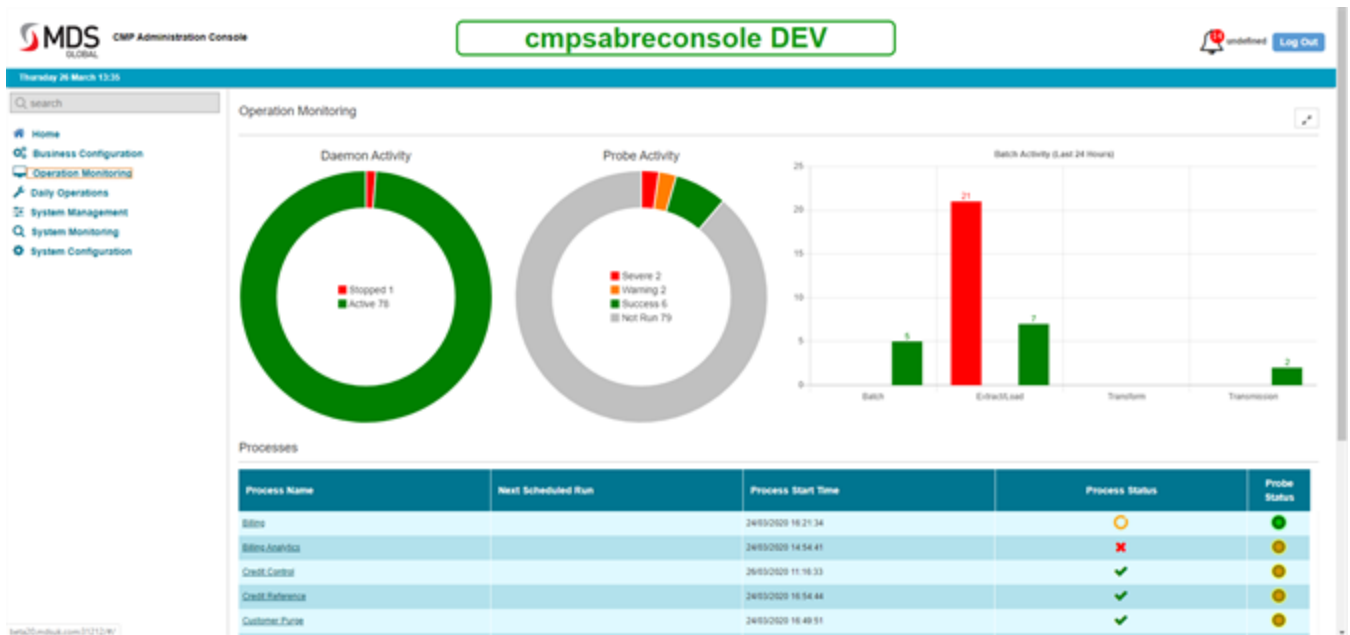 MDS
GLOBAL
CMP Administration Console
cmpsabreconsole DEV
14
undefined
Log Out
Thursday 26 March 13:35
search
Home
Business Configuration
Operation Monitoring
Daily Operations
System Management
System Monitoring
System Configuration
Operation Monitoring
Daemon Activity
Stopped 1
Active 78
Probe Activity
Severe 2
Warning 2
Success 6
Not Run 79
Batch Activity (Last 24 Hours)
25
20
15
10
5
0
5
21
7
2
Batch
Extract/Load
Transform
Transmission
Processes
Process Name Next Scheduled Run Process Start Time Process Status Probe Status
Billing 24/03/2020 16:21:34
Billing Analytics 24/03/2020 14:54:41
Credit Control 26/03/2020 11:16:33
Credit Reference 24/03/2020 16:54:44
Customer Purge 24/03/2020 16:49:51